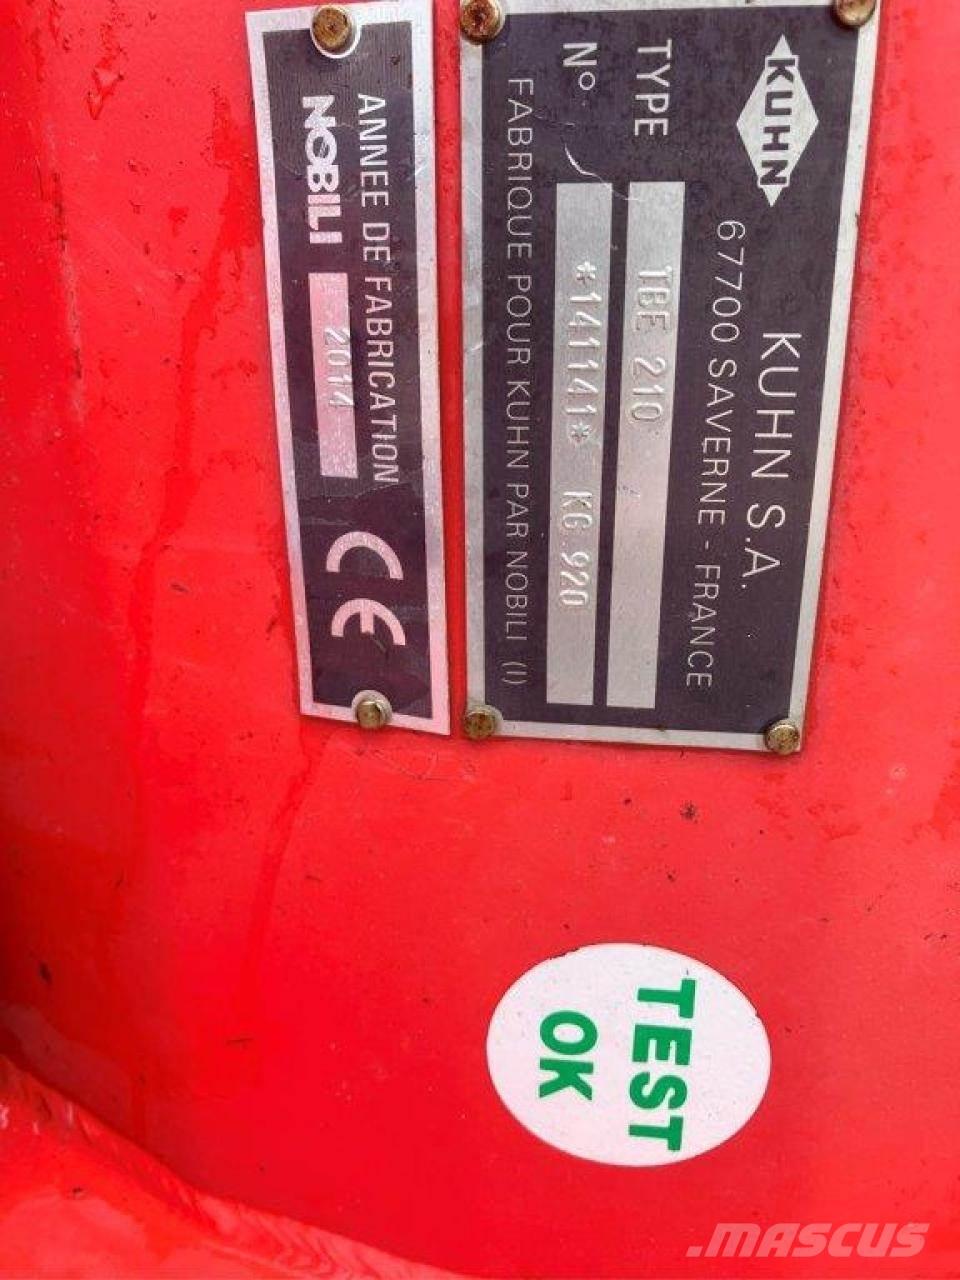 KUHN
KUHN S.A.
67700 SAVERNE - FRANCE
TYPE TBE 210
N° *141141* KG 920
FABRIQUE POUR KUHN PAR NOBILI (I)
ANNEE DE FABRICATION
NOBILI 2014
CE
TEST
OK
MASCUS